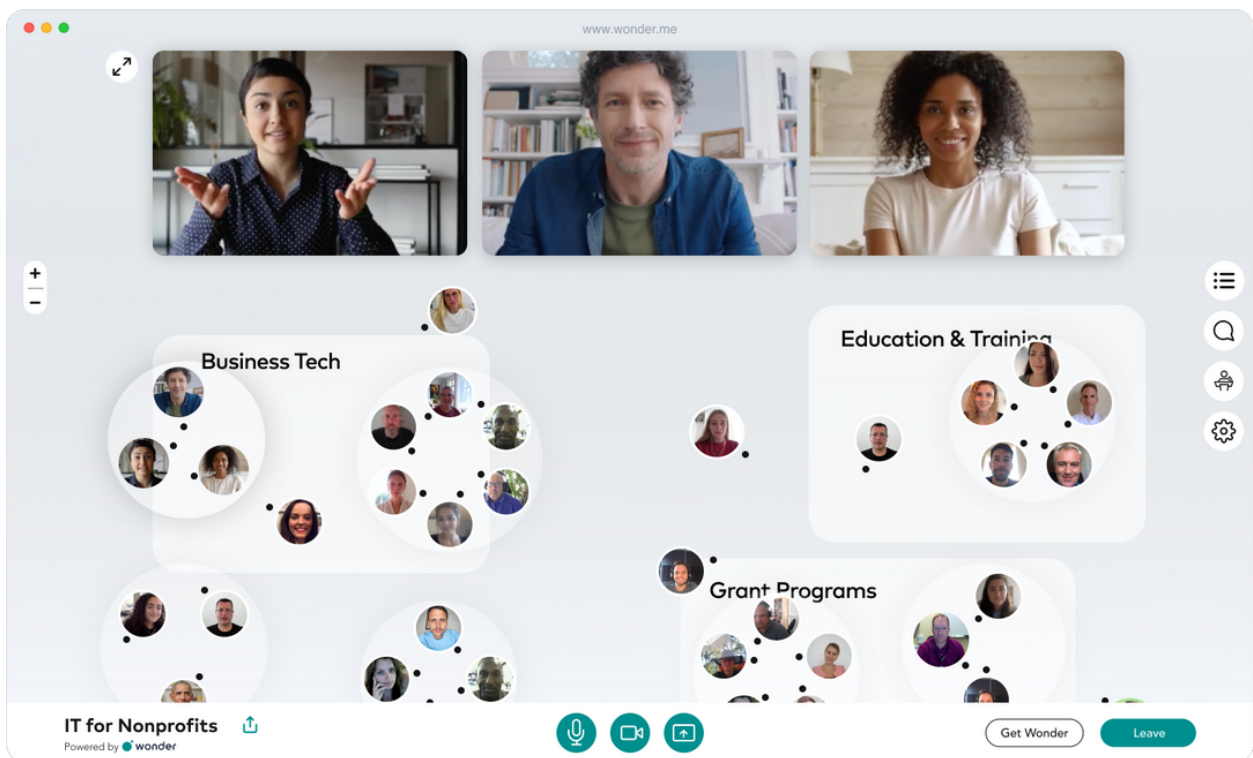 www.wonder.me
Business Tech
Education & Training
Grant Programs
IT for Nonprofits
Powered by wonder
Get Wonder
Leave